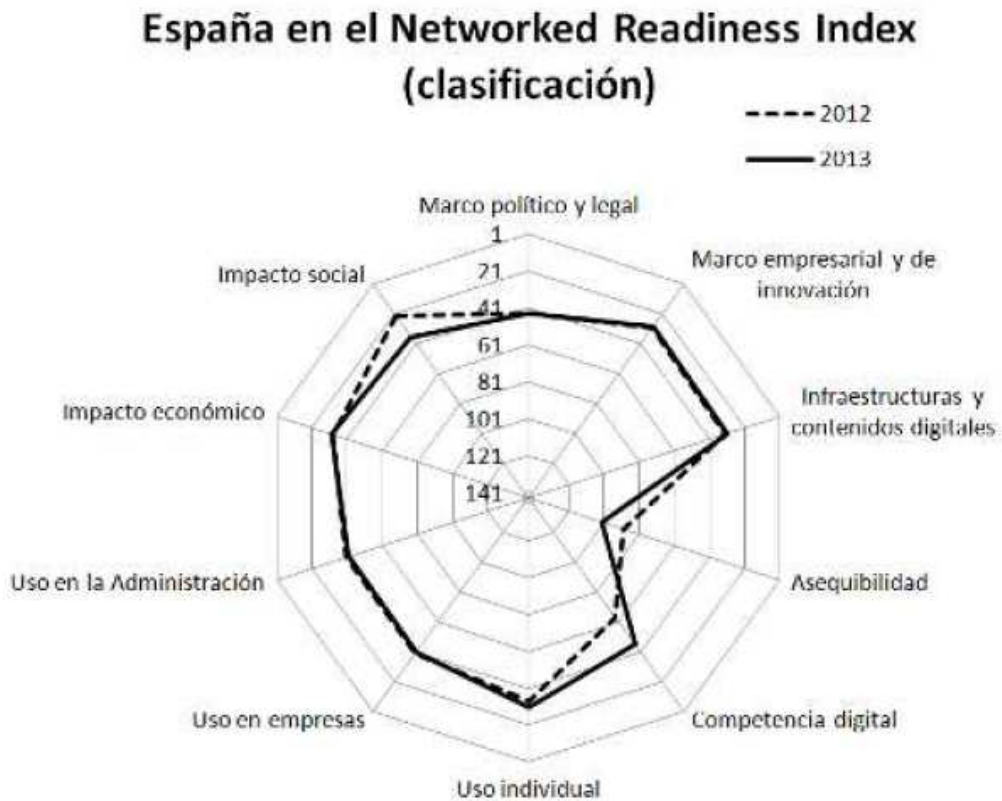 España en el Networked Readiness Index
(clasificación)
2012
2013
Marco político y legal
Marco empresarial y de
innovación
Infraestructuras y
contenidos digitales
Asequibilidad
Competencia digital
Uso individual
Uso en empresas
Uso en la Administración
Impacto económico
Impacto social
1
21
41
61
81
101
121
141